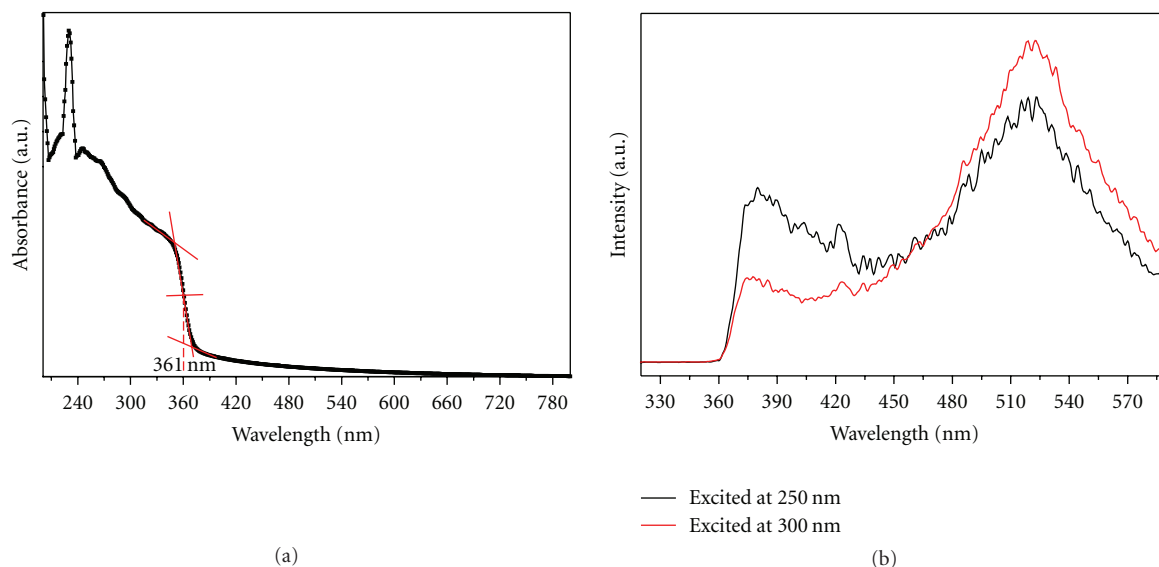 Absorbance (a.u.)
361 nm
240 300 360 420 480 540 600 660 720 780
Wavelength (nm)
(a)
Intensity (a.u.)
330 360 390 420 450 480 510 540 570
Wavelength (nm)
Excited at 250 nm
Excited at 300 nm
(b)